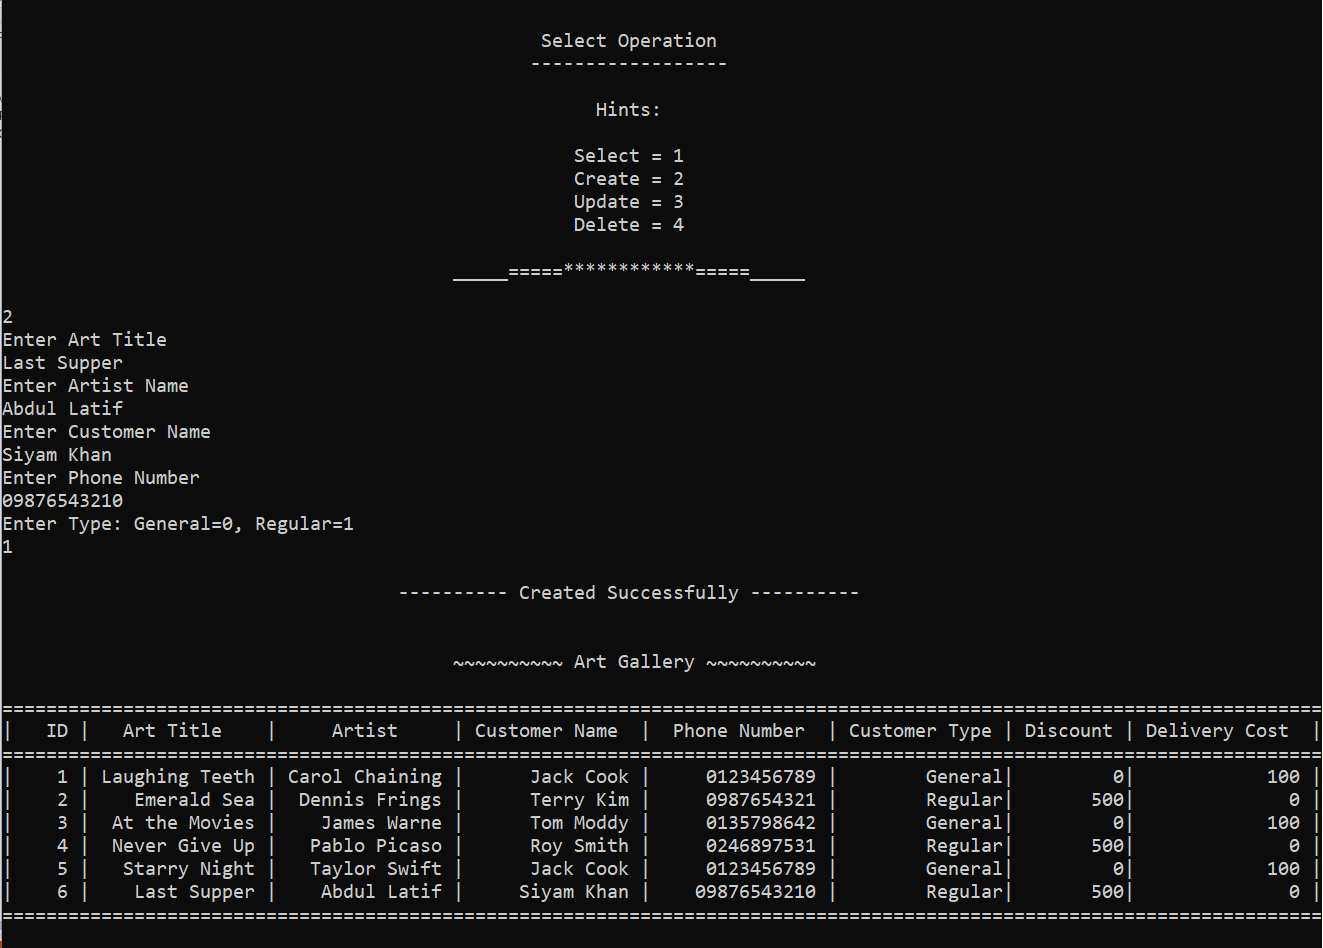 Select Operation
------------------
Hints:
Select = 1
Create = 2
Update = 3
Delete = 4
_____=====************=====_____
2
Enter Art Title
Last Supper
Enter Artist Name
Abdul Latif
Enter Customer Name
Siyam Khan
Enter Phone Number
09876543210
Enter Type: General=0, Regular=1
1
---------- Created Successfully ----------
~~~~~~~~~~ Art Gallery ~~~~~~~~~~
========================================================================================================================
|   ID |   Art Title    |     Artist     | Customer Name  |  Phone Number  | Customer Type | Discount | Delivery Cost  |
========================================================================================================================
|    1 | Laughing Teeth | Carol Chaining |      Jack Cook |     0123456789 |        General|         0|            100 |
|    2 |    Emerald Sea |  Dennis Frings |      Terry Kim |     0987654321 |        Regular|       500|              0 |
|    3 |  At the Movies |    James Warne |      Tom Moddy |     0135798642 |        General|         0|            100 |
|    4 |  Never Give Up |   Pablo Picaso |      Roy Smith |     0246897531 |        Regular|       500|              0 |
|    5 |   Starry Night |   Taylor Swift |      Jack Cook |     0123456789 |        General|         0|            100 |
|    6 |    Last Supper |    Abdul Latif |     Siyam Khan |    09876543210 |        Regular|       500|              0 |
========================================================================================================================